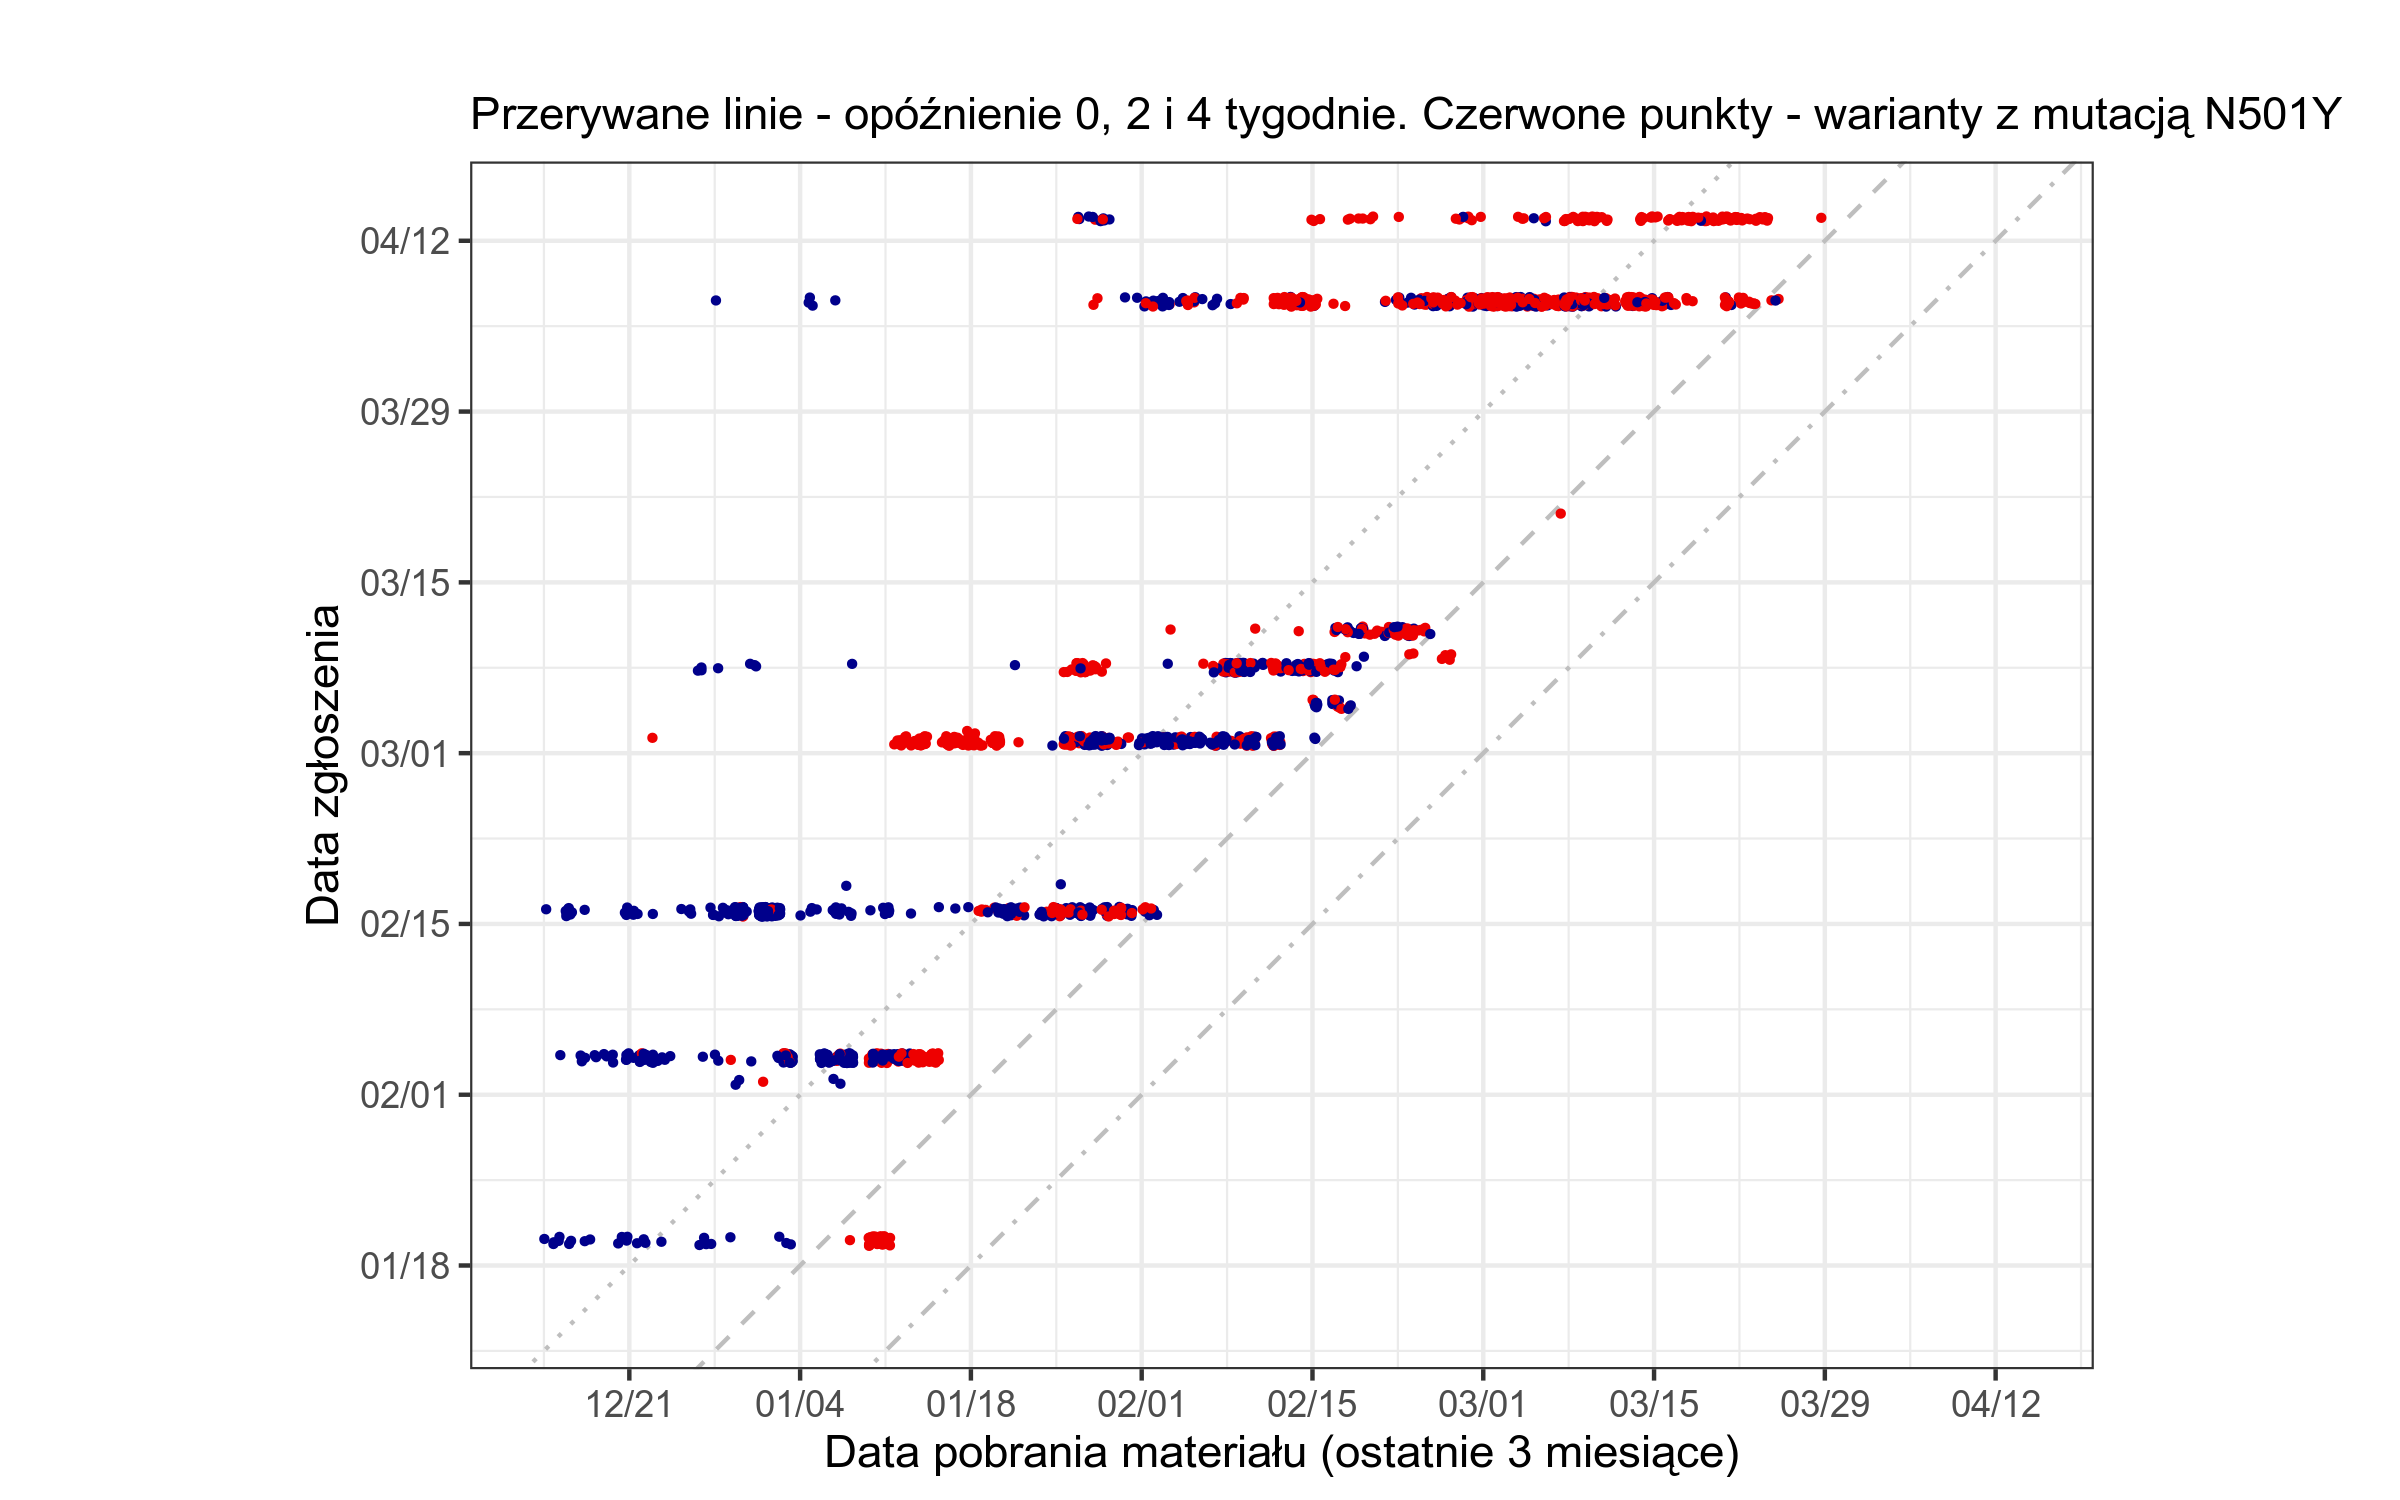 Przerywane linie - opóźnienie 0, 2 i 4 tygodnie. Czerwone punkty - warianty z mutacją N501Y
Data zgłoszenia
04/12
03/29
03/15
03/01
02/15
02/01
01/18
12/21 01/04 01/18 02/01 02/15 03/01 03/15 03/29 04/12
Data pobrania materiału (ostatnie 3 miesiące)